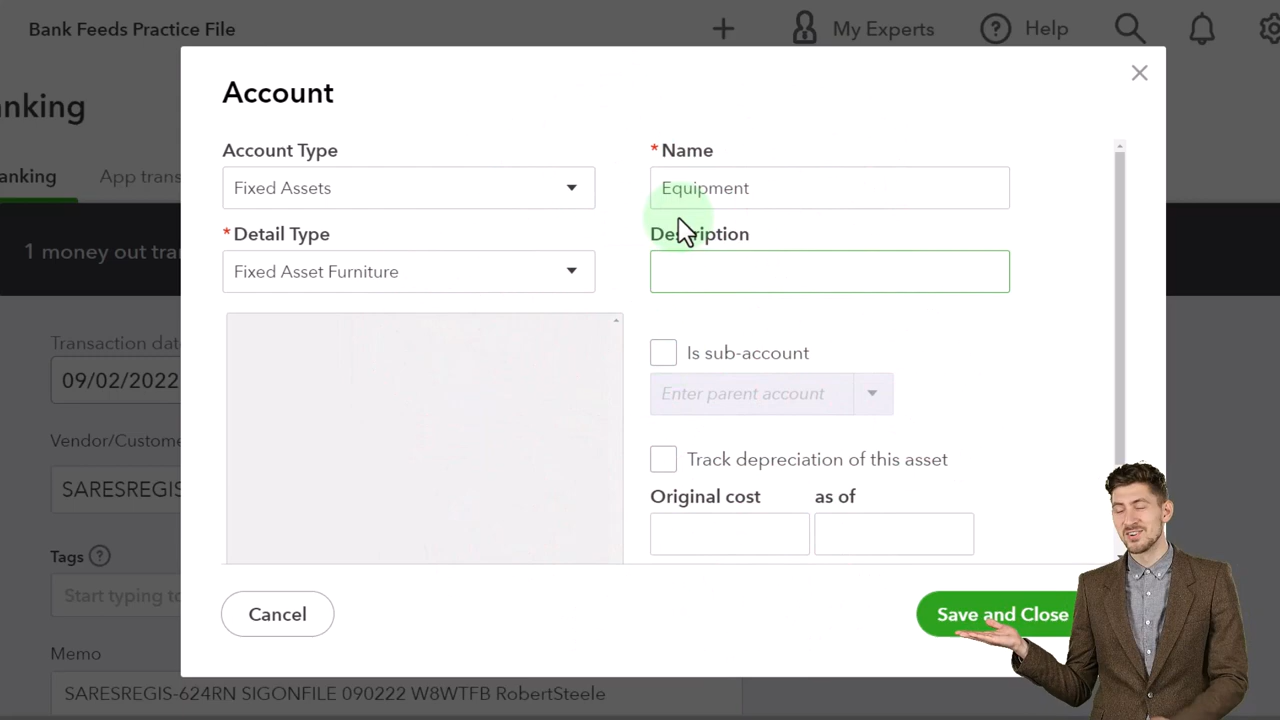 Bank Feeds Practice File
My Experts
Help
anking
Account
Account Type
* Name
Fixed Assets
Equipment
anking
App trans
* Detail Type
Description
Fixed Asset Furniture
1 money out tra
Transaction dat
09/02/2022
Is sub-account
Enter parent account
Vendor/Custome
SARESREGIS
Track depreciation of this asset
Original cost
as of
Tags ?
Start typing to
Cancel
Save and Close
Memo
SARESREGIS-624RN SIGONFILE 090222 W8WTFB RobertSteele